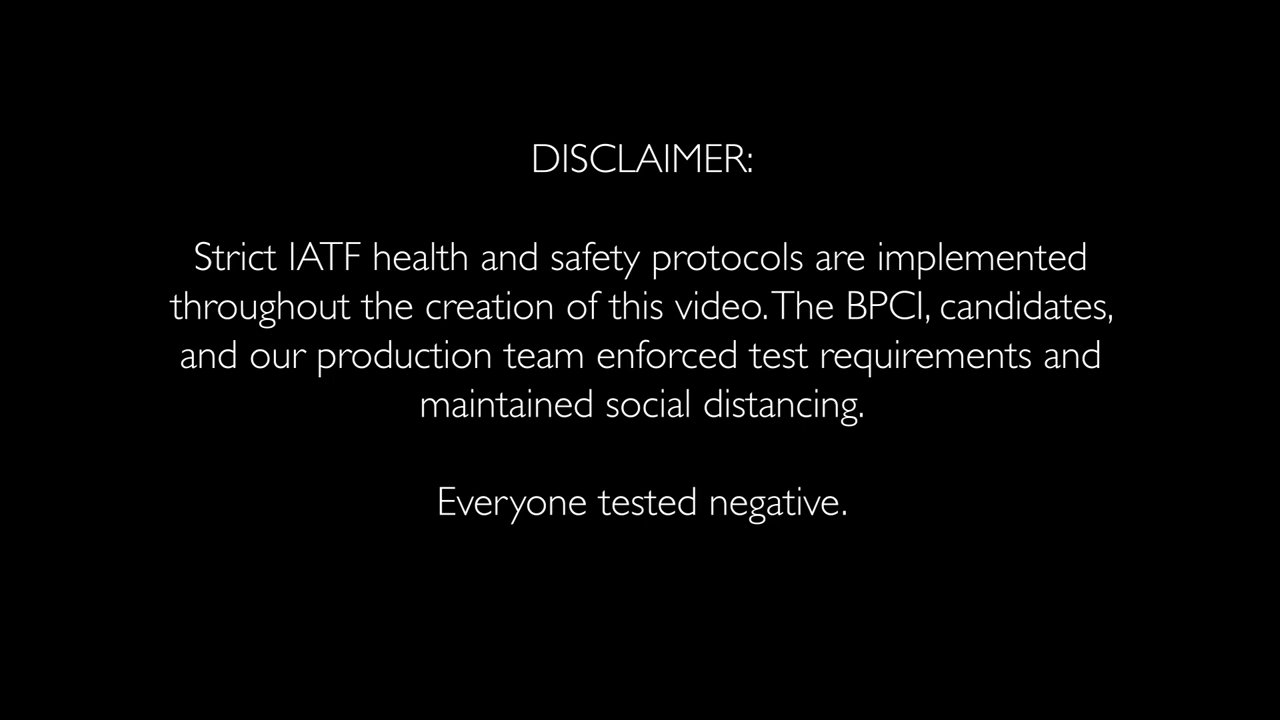 DISCLAIMER:
Strict IATF health and safety protocols are implemented
throughout the creation of this video. The BPCI, candidates,
and our production team enforced test requirements and
maintained social distancing.
Everyone tested negative.